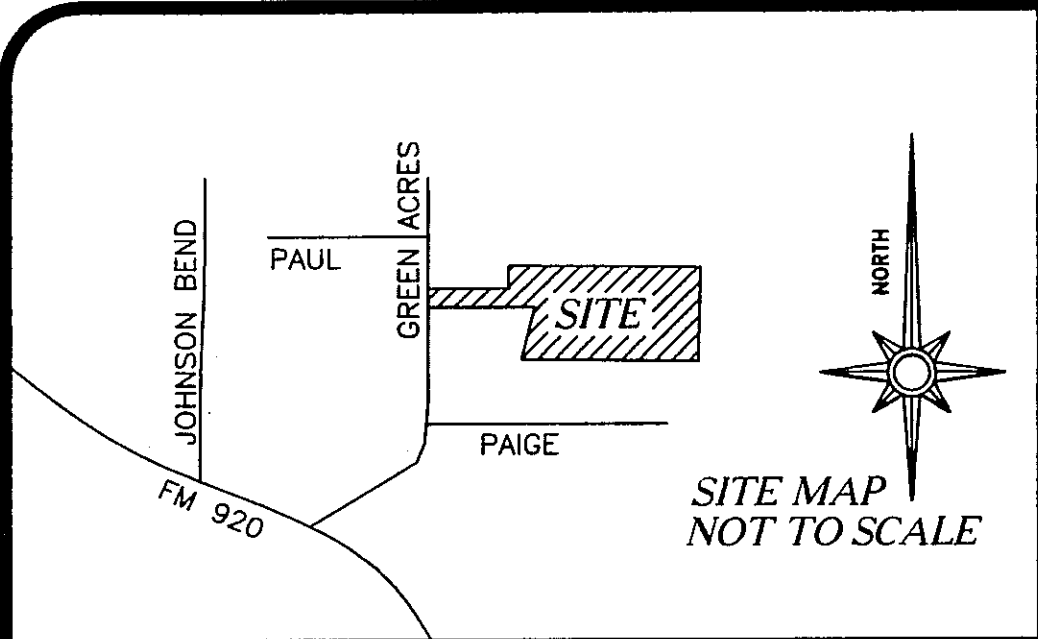 JOHNSON BEND
PAUL
GREEN ACRES
SITE
NORTH
PAIGE
FM 920
SITE MAP
NOT TO SCALE